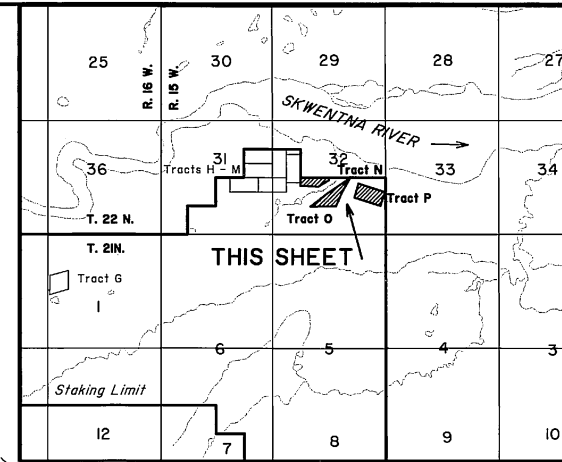 25 30 29 28 27
R. 16 W. R. 15 W.
SKWENTNA RIVER
36 31 32 33 34
Tracts H - M Tract N
Tract P
Tract O
T. 22 N.
T. 21N. THIS SHEET
Tract G
1
6 5 4 3
Staking Limit
12 7 8 9 10